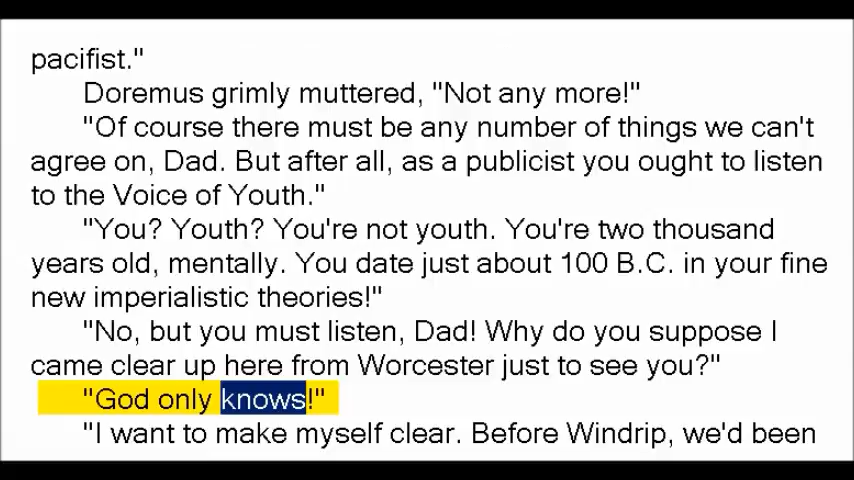 pacifist."
Doremus grimly muttered, "Not any more!"
"Of course there must be any number of things we can't
agree on, Dad. But after all, as a publicist you ought to listen
to the Voice of Youth."
"You? Youth? You're not youth. You're two thousand
years old, mentally. You date just about 100 B.C. in your fine
new imperialistic theories!"
"No, but you must listen, Dad! Why do you suppose I
came clear up here from Worcester just to see you?"
"God only knows!"
"I want to make myself clear. Before Windrip, we'd been